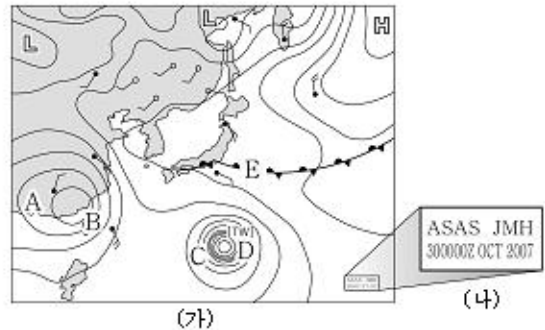 L
L
H
A
B
E
[TW]
C
D
ASAS JMH
300000Z OCT 2007
(가)
(나)